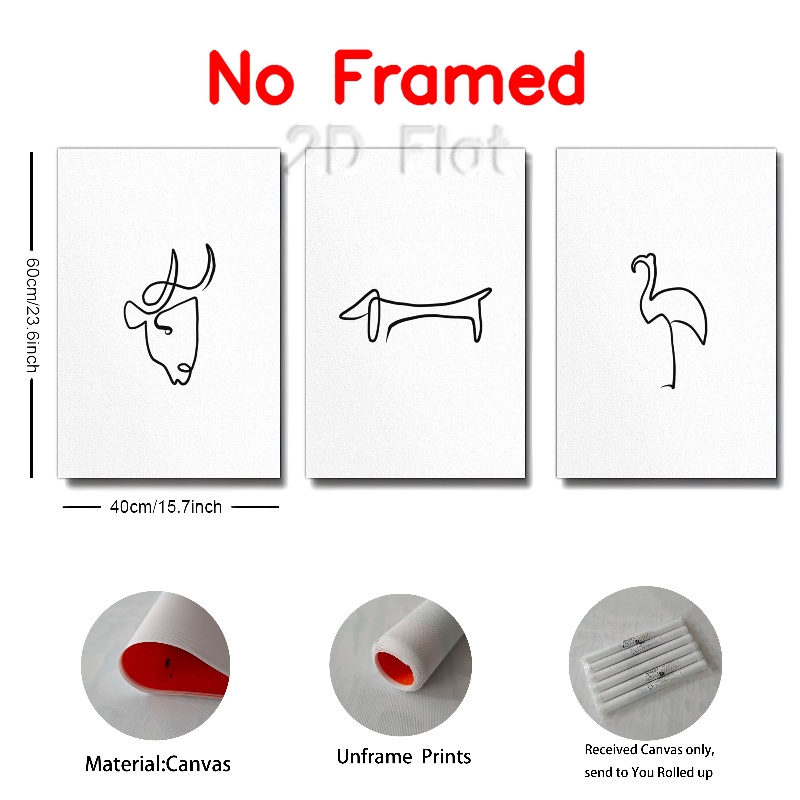 No Framed
2D Flat
60cm/23.6inch
40cm/15.7inch
Material:Canvas
Unframe Prints
Received Canvas only,
send to You Rolled up